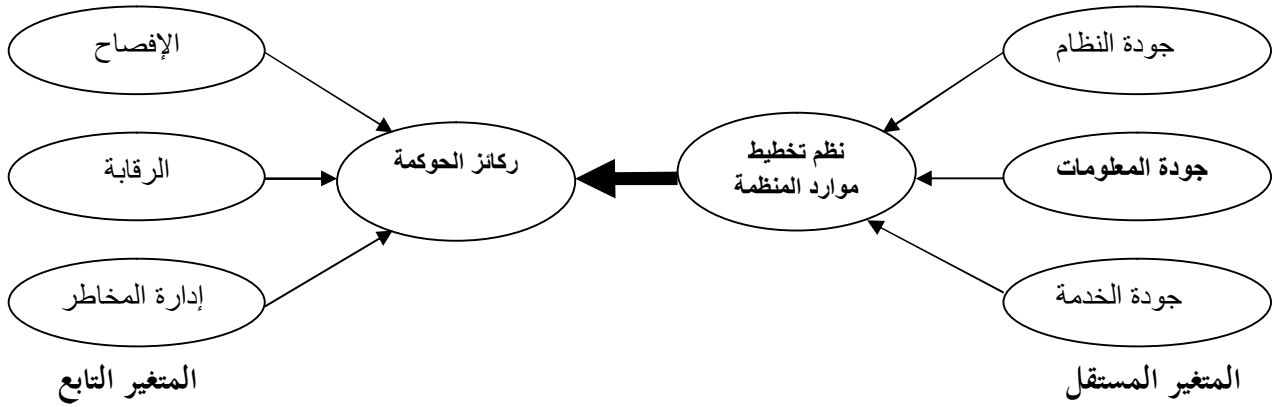 جودة النظام
الإفصاح
نظم تخطيط
موارد المنظمة
ركائز الحوكمة
جودة المعلومات
الرقابة
جودة الخدمة
إدارة المخاطر
المتغير المستقل
المتغير التابع